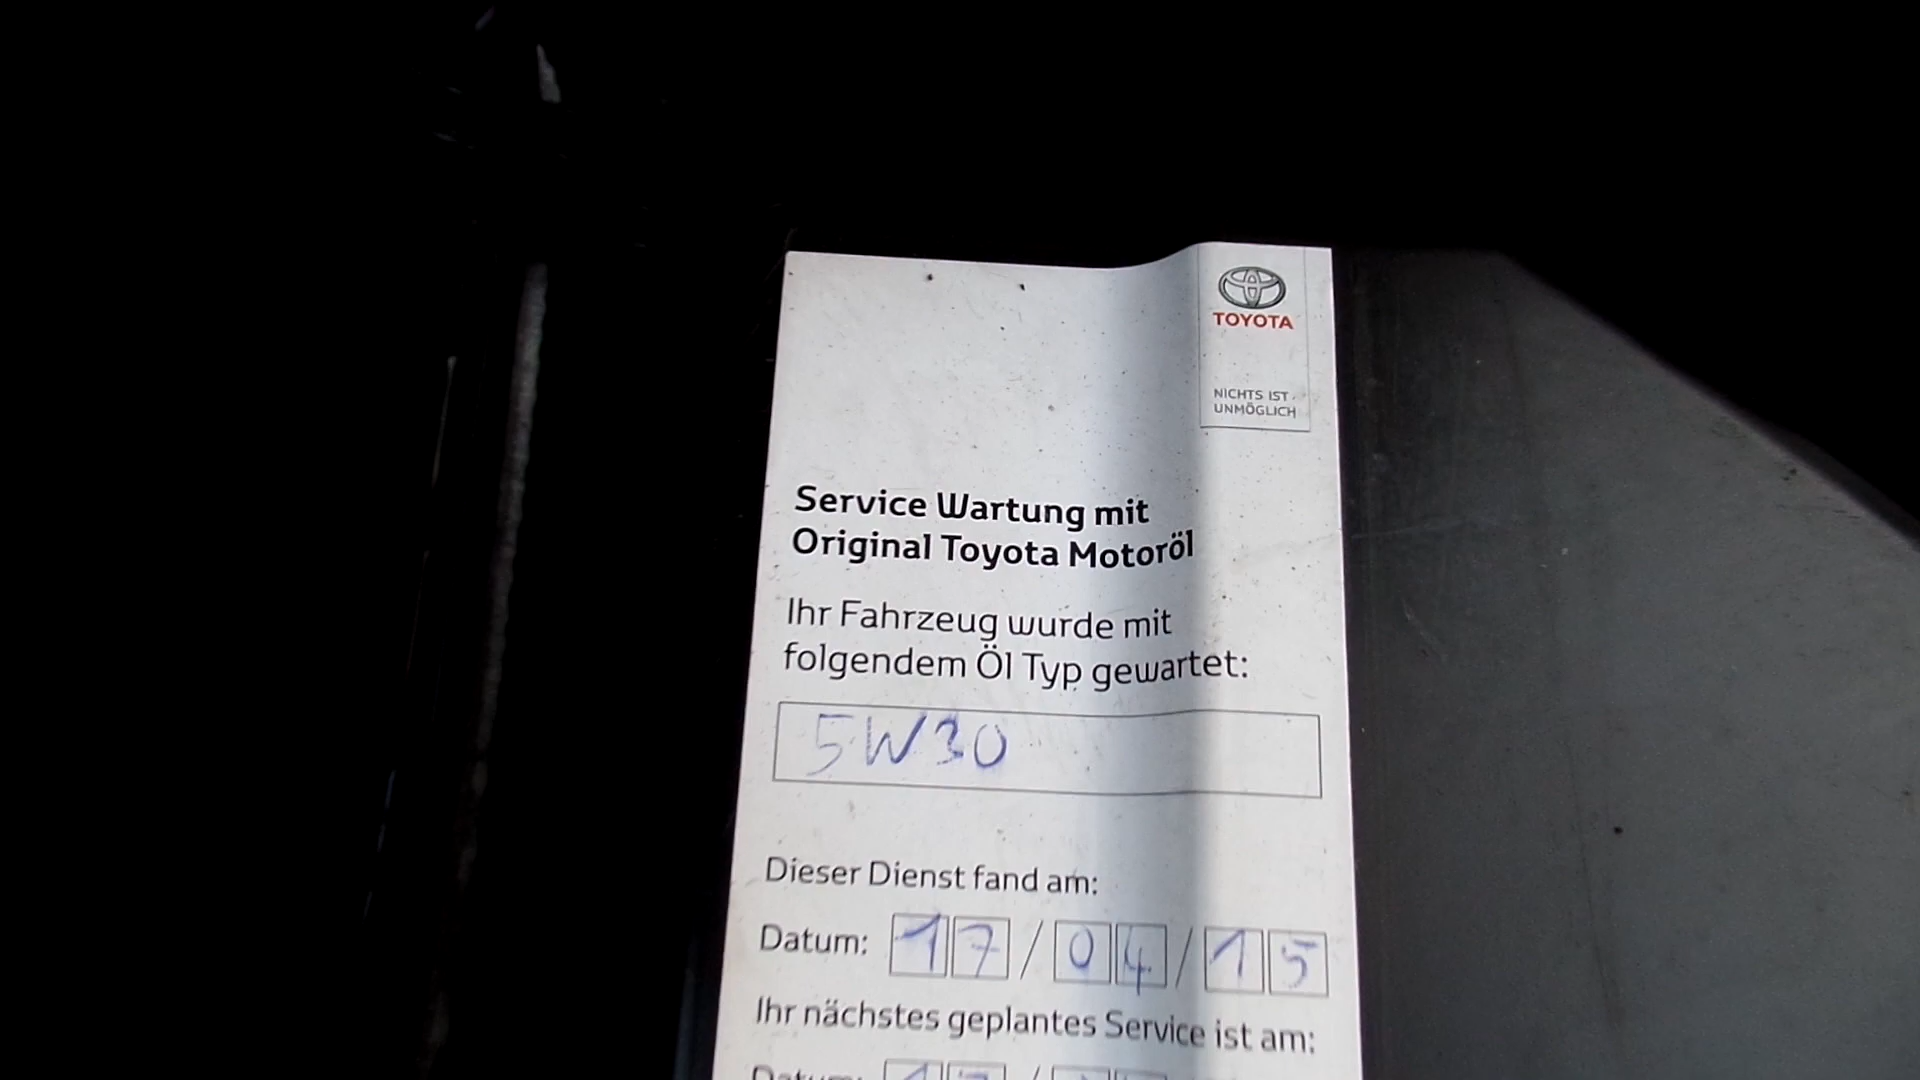 TOYOTA
NICHTS IST
UNMÖGLICH
Service Wartung mit
Original Toyota Motoröl
Ihr Fahrzeug wurde mit
folgendem Öl Typ gewartet:
5W30
Dieser Dienst fand am:
Datum: 17/04/15
Ihr nächstes geplantes Service ist am:
Datum: